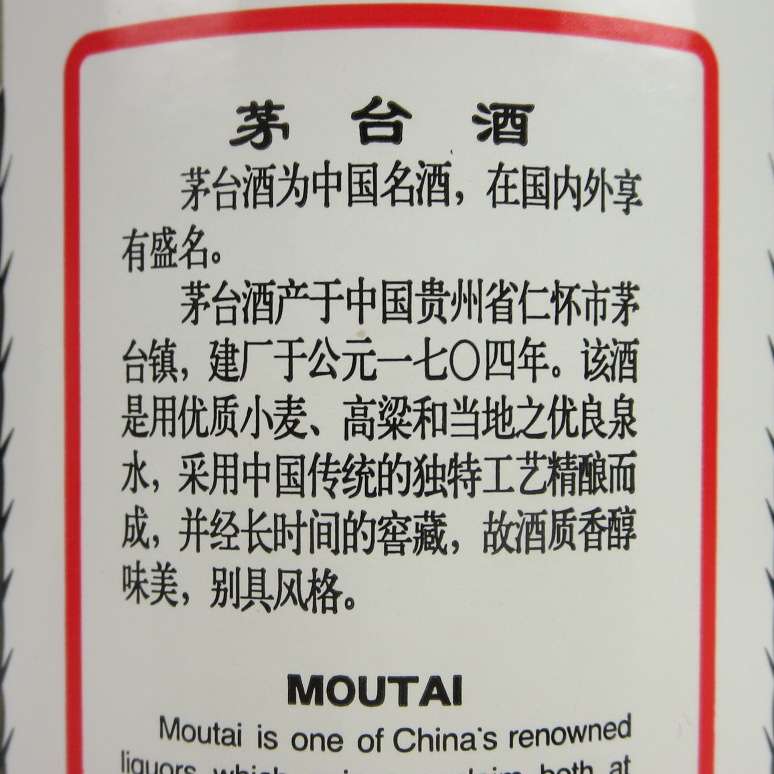 茅台酒
茅台酒为中国名酒，在国内外享
有盛名。
茅台酒产于中国贵州省仁怀市茅
台镇，建厂于公元一七〇四年。该酒
是用优质小麦、高粱和当地之优良泉
水，采用中国传统的独特工艺精酿而
成，并经长时间的窖藏，故酒质香醇
味美，别具风格。
MOUTAI
Moutai is one of China's renowned
liquors which both at